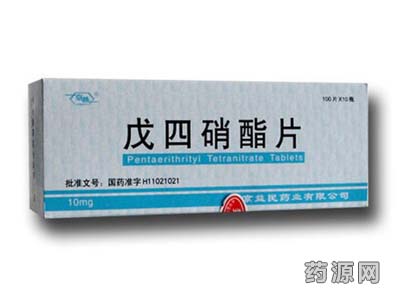 100片X10瓶
戊四硝酯片
Pentaerithrityl Tetranitrate Tablets
批准文号：国药准字H11021021
10mg
京益民药业有限公司
药源网